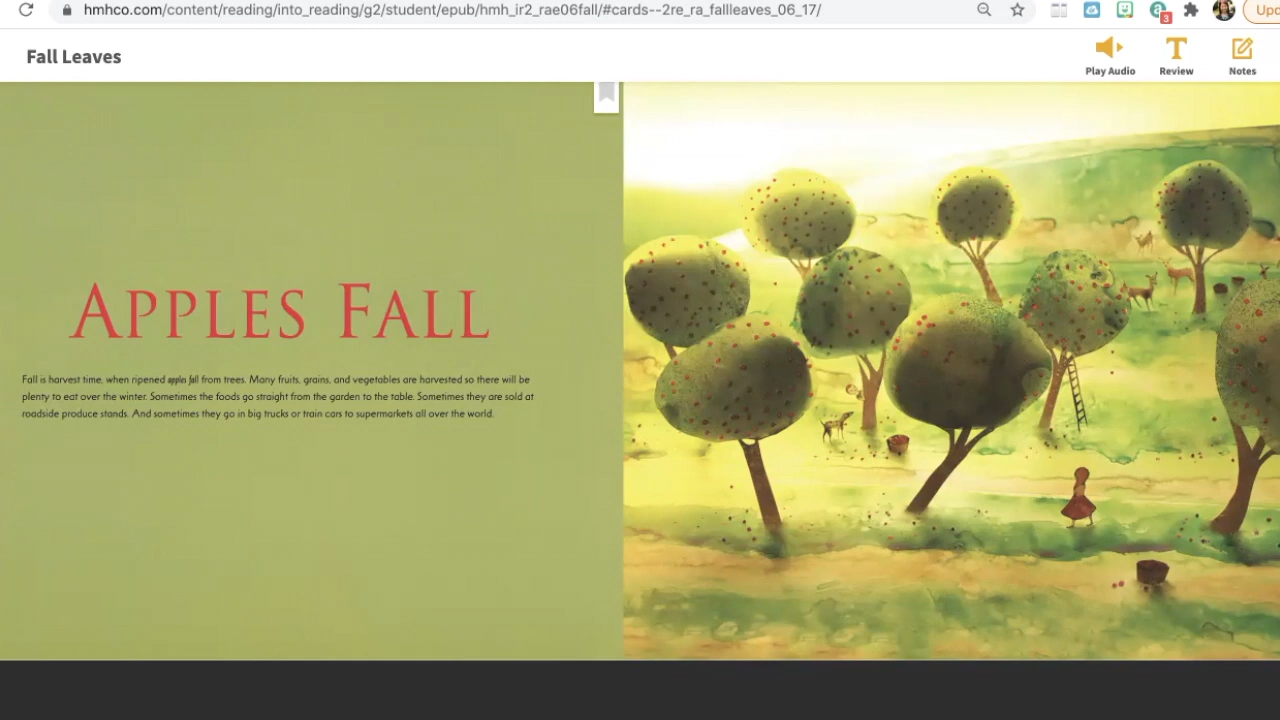 hmhco.com/content/reading/into_reading/g2/student/epub/hmh_ir2_rae06fall/#cards--2re_ra_fallleaves_06_17/
3
Upd
Fall Leaves
Play Audio
Review
Notes
APPLES FALL
Fall is harvest time, when ripened apples fall from trees. Many fruits, grains, and vegetables are harvested so there will be
plenty to eat over the winter. Sometimes the foods go straight from the garden to the table. Sometimes they are sold at
roadside produce stands. And sometimes they go in big trucks or train cars to supermarkets all over the world.